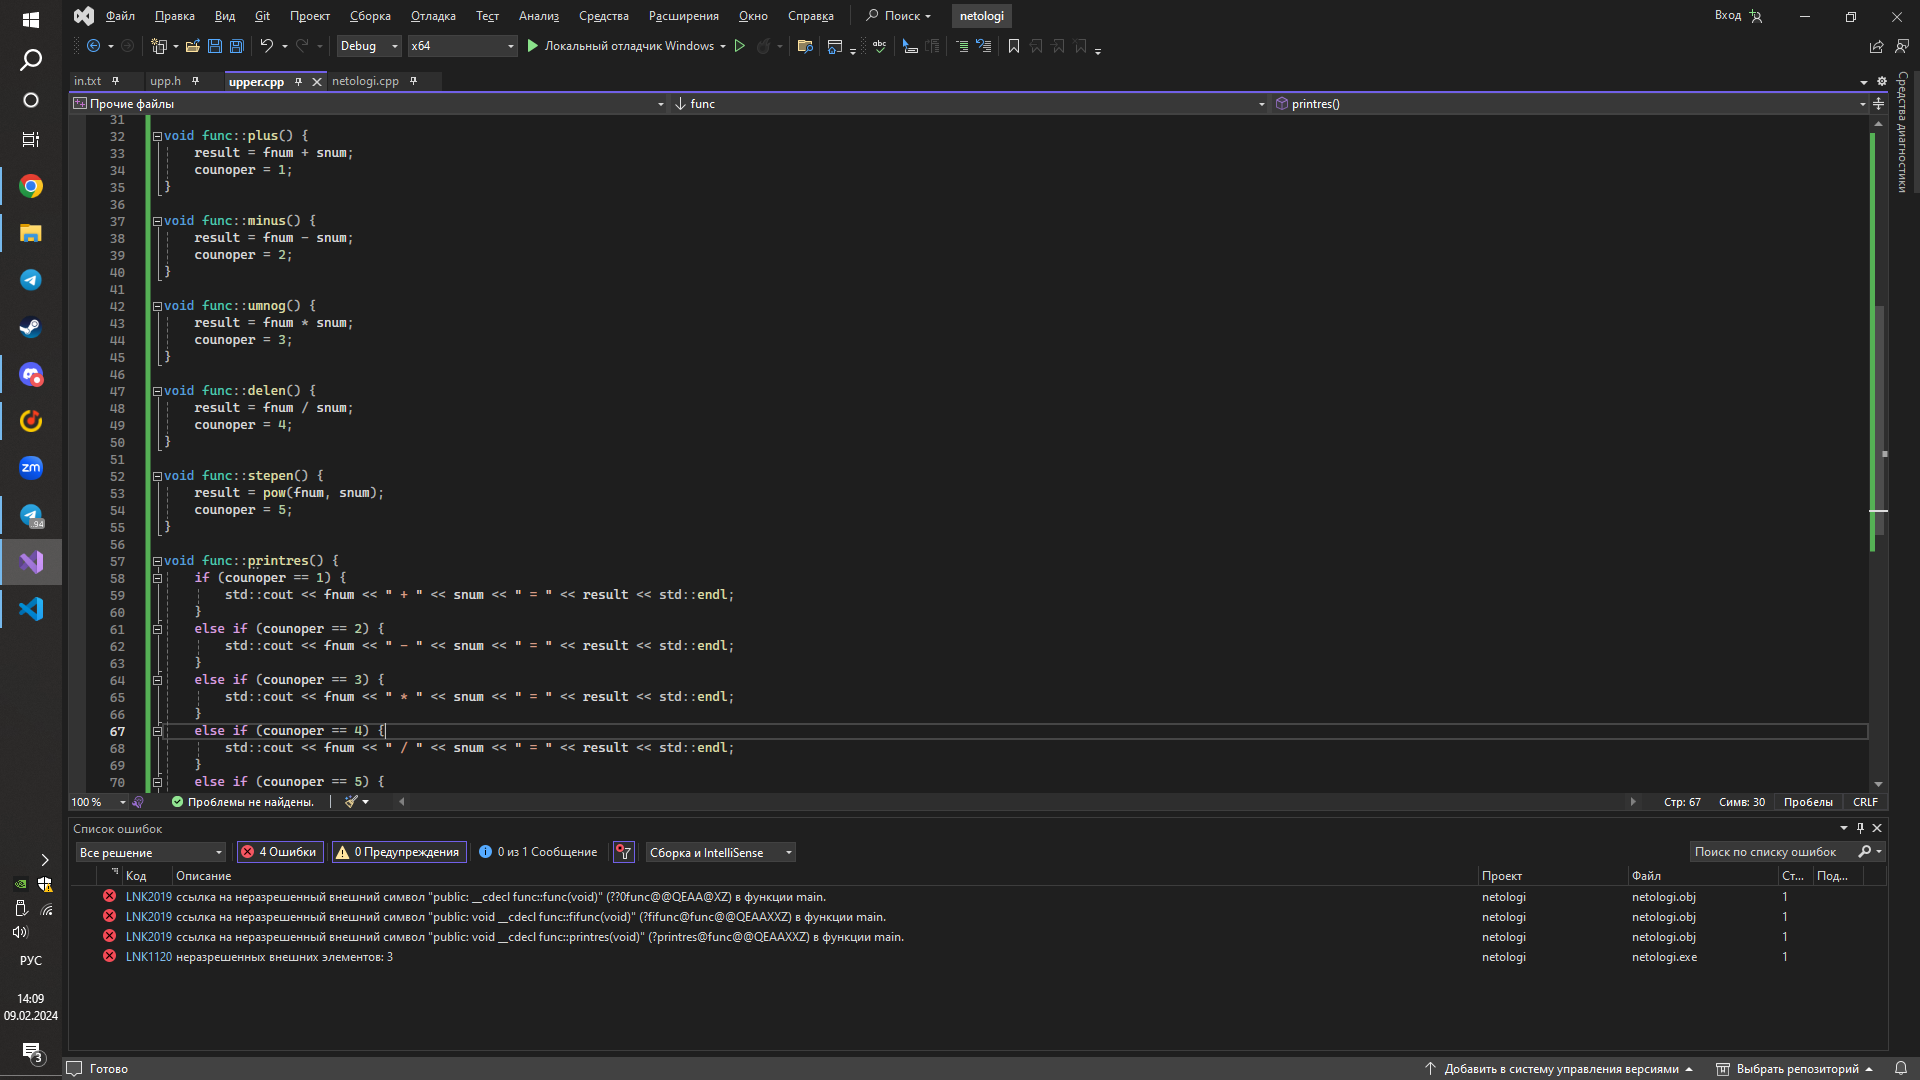 Файл Правка Вид Git Проект Сборка Отладка Тест Анализ Средства Расширения Окно Справка Поиск netologi Вход
Debug x64 Локальный отладчик Windows
in.txt upp.h upper.cpp netologi.cpp
Прочие файлы func printres()
Средства диагностики
31
32 void func::plus() {
33 result = fnum + snum;
34 counoper = 1;
35 }
36
37 void func::minus() {
38 result = fnum - snum;
39 counoper = 2;
40 }
41
42 void func::umnog() {
43 result = fnum * snum;
44 counoper = 3;
45 }
46
47 void func::delen() {
48 result = fnum / snum;
49 counoper = 4;
50 }
51
52 void func::stepen() {
53 result = pow(fnum, snum);
54 counoper = 5;
55 }
56
57 void func::printres() {
58 if (counoper == 1) {
59 std::cout << fnum << " + " << snum << " = " << result << std::endl;
60 }
61 else if (counoper == 2) {
62 std::cout << fnum << " - " << snum << " = " << result << std::endl;
63 }
64 else if (counoper == 3) {
65 std::cout << fnum << " * " << snum << " = " << result << std::endl;
66 }
67 else if (counoper == 4) {
68 std::cout << fnum << " / " << snum << " = " << result << std::endl;
69 }
70 else if (counoper == 5) {
100 % Проблемы не найдены. Стр: 67 Симв: 30 Пробелы CRLF
Список ошибок
Все решение 4 Ошибки 0 Предупреждения 0 из 1 Сообщение Сборка и IntelliSense Поиск по списку ошибок
Код Описание Проект Файл Ст... Под...
LNK2019 ссылка на неразрешенный внешний символ "public: __cdecl func::func(void)" (??0func@@QEAA@XZ) в функции main. netologi netologi.obj 1
LNK2019 ссылка на неразрешенный внешний символ "public: void __cdecl func::fifunc(void)" (?fifunc@func@@QEAAXXZ) в функции main. netologi netologi.obj 1
LNK2019 ссылка на неразрешенный внешний символ "public: void __cdecl func::printres(void)" (?printres@func@@QEAAXXZ) в функции main. netologi netologi.obj 1
LNK1120 неразрешенных внешних элементов: 3 netologi netologi.exe 1
Готово Добавить в систему управления версиями Выбрать репозиторий
zm
94
РУС
14:09
09.02.2024
3